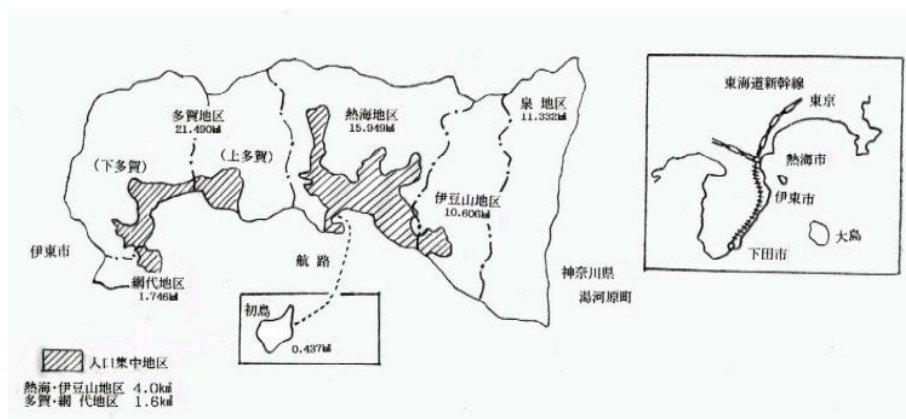 多賀地区
21.490k㎡
(下多賀)
(上多賀)
熱海地区
15.949k㎡
泉 地区
11.332k㎡
伊豆山地区
10.606k㎡
伊東市
網代地区
1.746k㎡
航 路
初島
0.437k㎡
神奈川県
湯河原町
人口集中地区
熱海・伊豆山地区 4.0k㎡
多賀・網 代地区 1.6k㎡
東海道新幹線
東京
熱海市
伊東市
大島
下田市